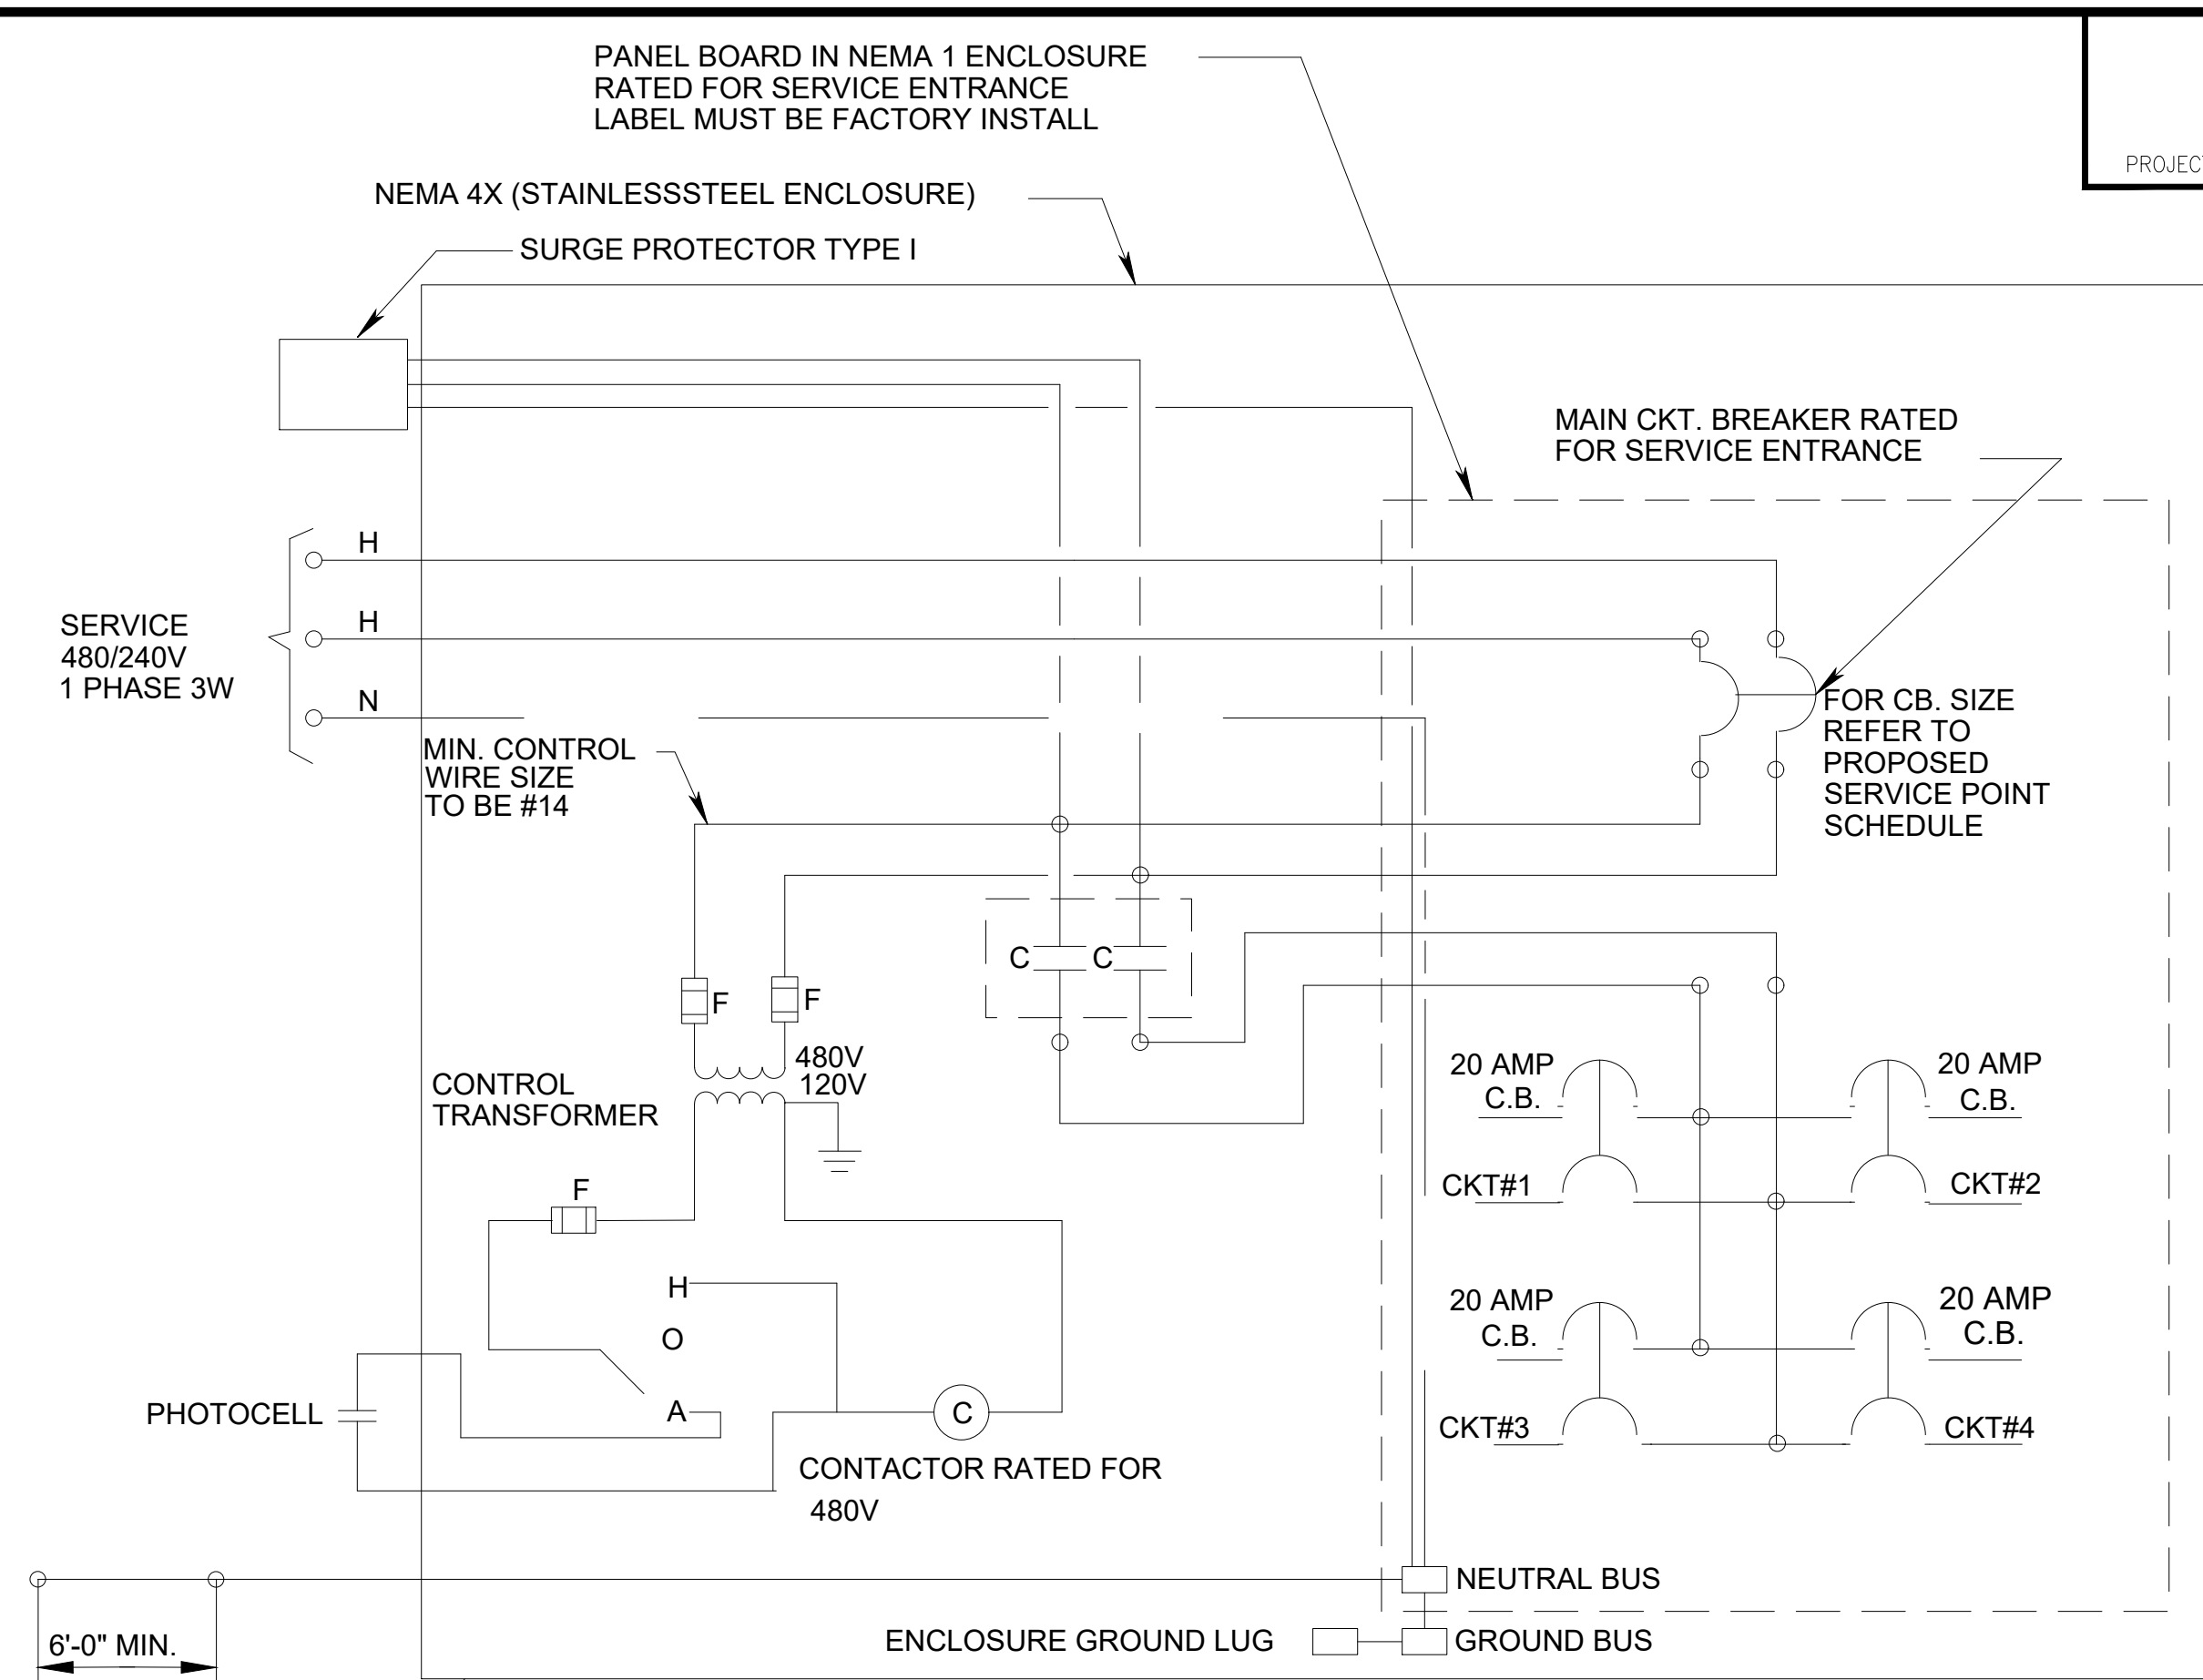 PANEL BOARD IN NEMA 1 ENCLOSURE
RATED FOR SERVICE ENTRANCE
LABEL MUST BE FACTORY INSTALL
PROJEC
NEMA 4X (STAINLESSSTEEL ENCLOSURE)
SURGE PROTECTOR TYPE I
MAIN CKT. BREAKER RATED
FOR SERVICE ENTRANCE
H
H
N
SERVICE
480/240V
1 PHASE 3W
FOR CB. SIZE
REFER TO
PROPOSED
SERVICE POINT
SCHEDULE
MIN. CONTROL
WIRE SIZE
TO BE #14
C
C
F
F
480V
120V
CONTROL
TRANSFORMER
20 AMP
C.B.
20 AMP
C.B.
CKT#1
CKT#2
F
H
O
A
20 AMP
C.B.
20 AMP
C.B.
PHOTOCELL
C
CKT#3
CKT#4
CONTACTOR RATED FOR
480V
NEUTRAL BUS
6'-0" MIN.
ENCLOSURE GROUND LUG
GROUND BUS